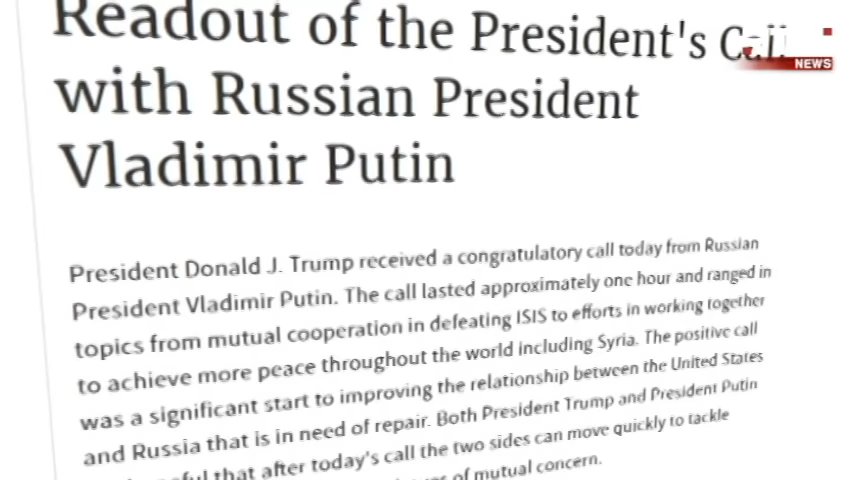 Readout of the President's Call
NEWS
with Russian President
Vladimir Putin
President Donald J. Trump received a congratulatory call today from Russian
President Vladimir Putin. The call lasted approximately one hour and ranged in
topics from mutual cooperation in defeating ISIS to efforts in working together
to achieve more peace throughout the world including Syria. The positive call
was a significant start to improving the relationship between the United States
and Russia that is in need of repair. Both President Trump and President Putin
that after today's call the two sides can move quickly to tackle
of mutual concern.